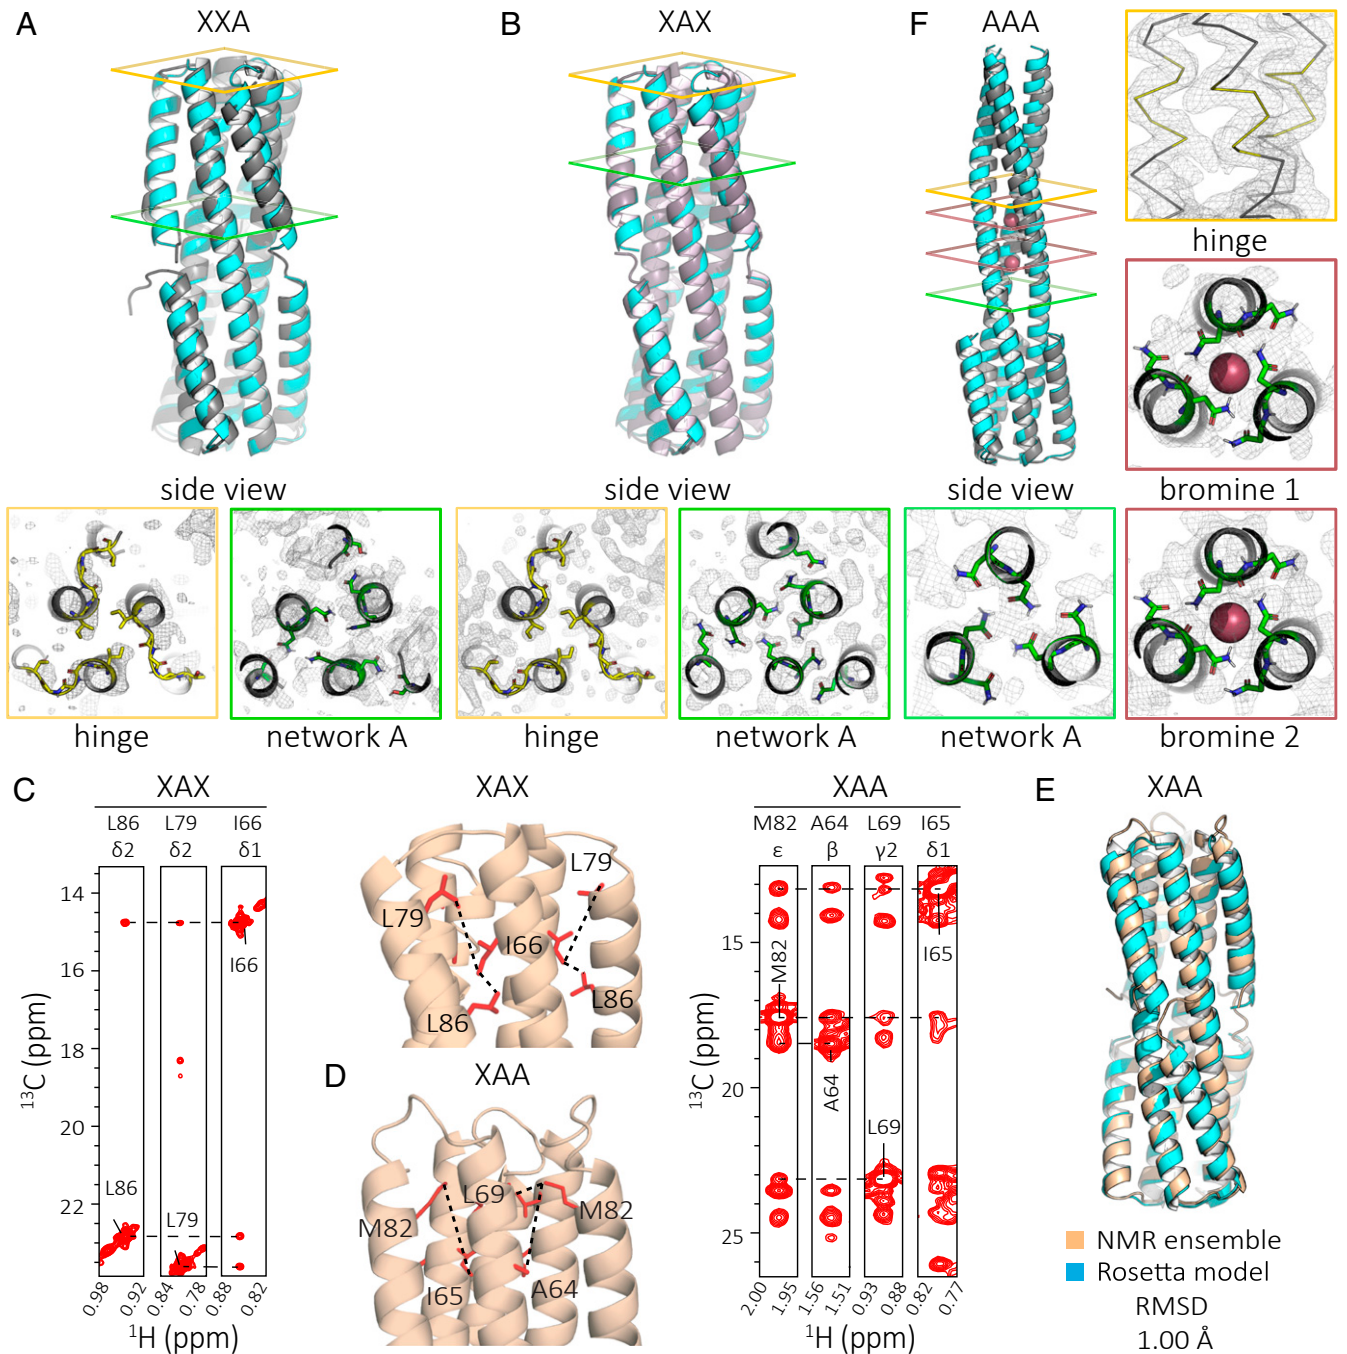 A
XXA
B
XAX
F
AAA
hinge
bromine 1
side view
side view
side view
hinge
network A
hinge
network A
network A
bromine 2
C
XAX
L86 L79 I66
δ2 δ2 δ1
14
16
18
20
22
13C (ppm)
I66
L86
L79
0.98 0.92 0.84 0.78 0.88 0.82
1H (ppm)
XAX
L79
L79
I66
L86
L86
D
XAA
L69
M82
M82
I65
A64
XAA
M82 A64 L69 I65
ε β γ2 δ1
15
20
25
13C (ppm)
M82
I65
A64
L69
2.00 1.95 1.56 1.51 0.93 0.88 0.82 0.77
1H (ppm)
E
XAA
NMR ensemble
Rosetta model
RMSD
1.00 Å